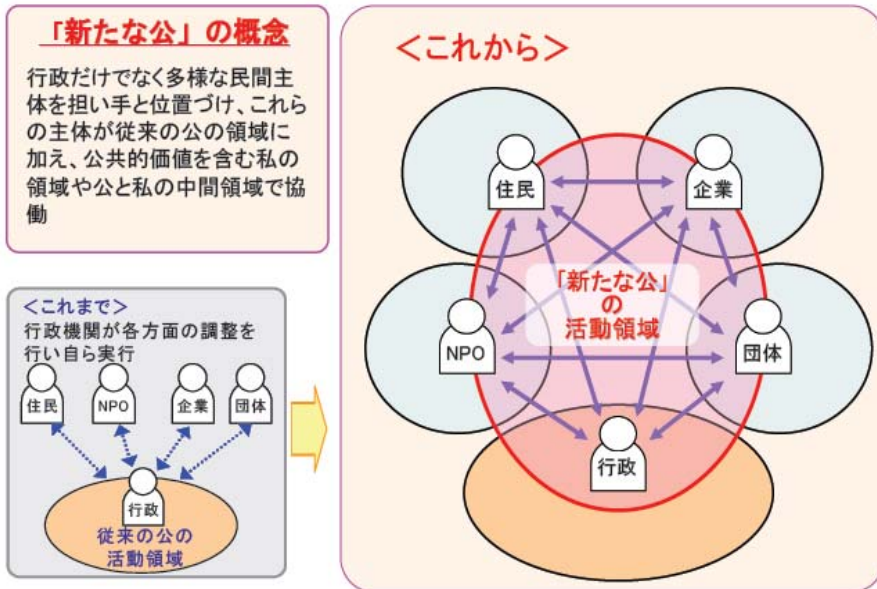 「新たな公」の概念
行政だけでなく多様な民間主
体を担い手と位置づけ、これら
の主体が従来の公の領域に
加え、公共的価値を含む私の
領域や公と私の中間領域で協
働
<これまで>
行政機関が各方面の調整を
行い自ら実行
住民 NPO 企業 団体
行政
従来の公の
活動領域
<これから>
住民 企業
「新たな公」
の
活動領域
NPO 団体
行政